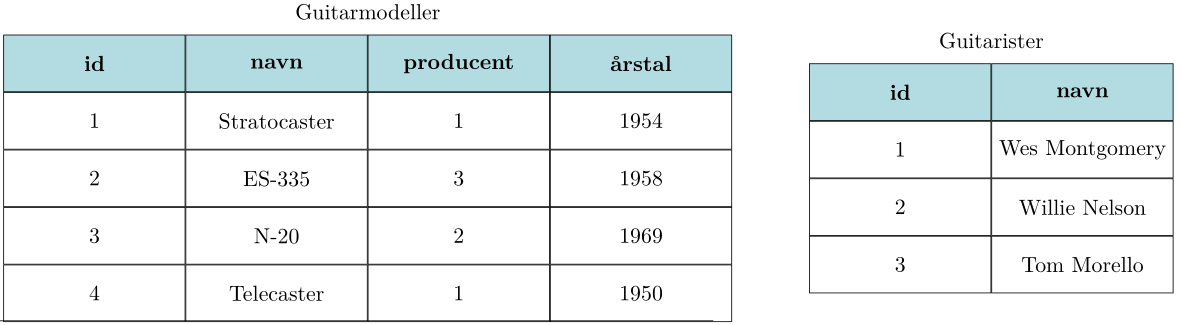 Guitarmodeller
id navn producent årstal
1 Stratocaster 1 1954
2 ES-335 3 1958
3 N-20 2 1969
4 Telecaster 1 1950
Guitarister
id navn
1 Wes Montgomery
2 Willie Nelson
3 Tom Morello